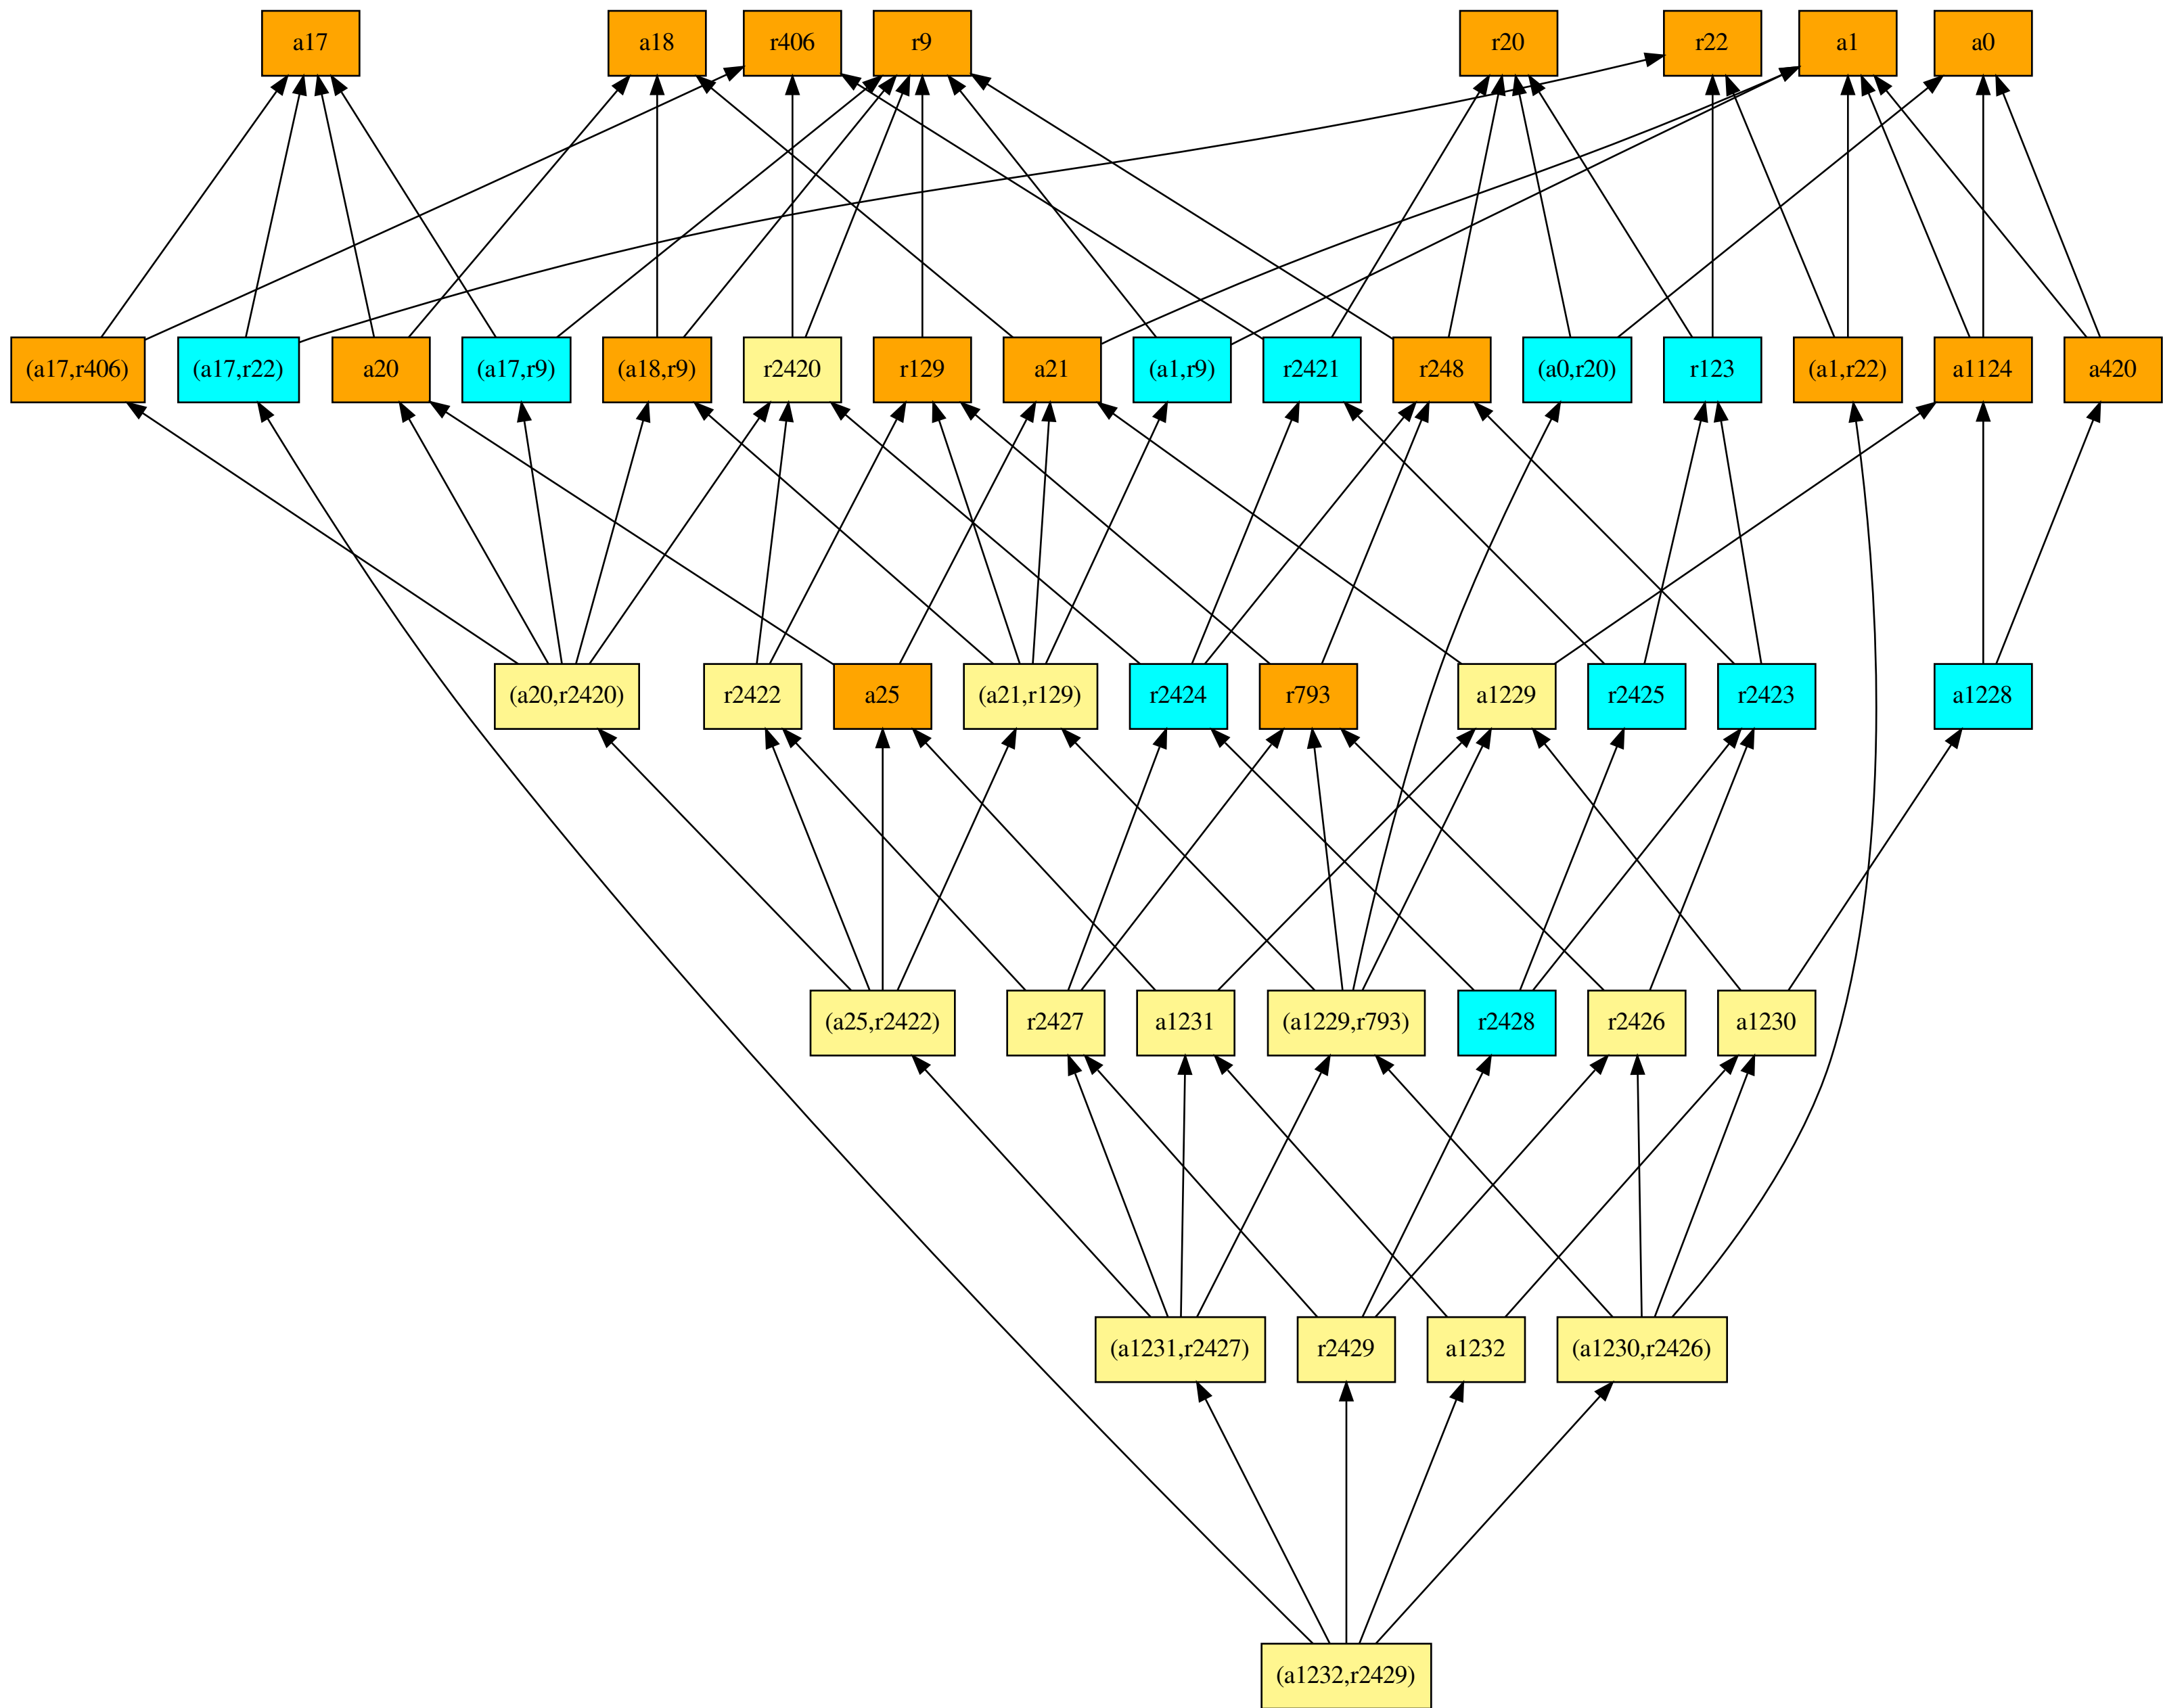 a17
a18
r406
r9
r20
r22
a1
a0
(a17,r406)
(a17,r22)
a20
(a17,r9)
(a18,r9)
r2420
r129
a21
(a1,r9)
r2421
r248
(a0,r20)
r123
(a1,r22)
a1124
a420
(a20,r2420)
r2422
a25
(a21,r129)
r2424
r793
a1229
r2425
r2423
a1228
(a25,r2422)
r2427
a1231
(a1229,r793)
r2428
r2426
a1230
(a1231,r2427)
r2429
a1232
(a1230,r2426)
(a1232,r2429)